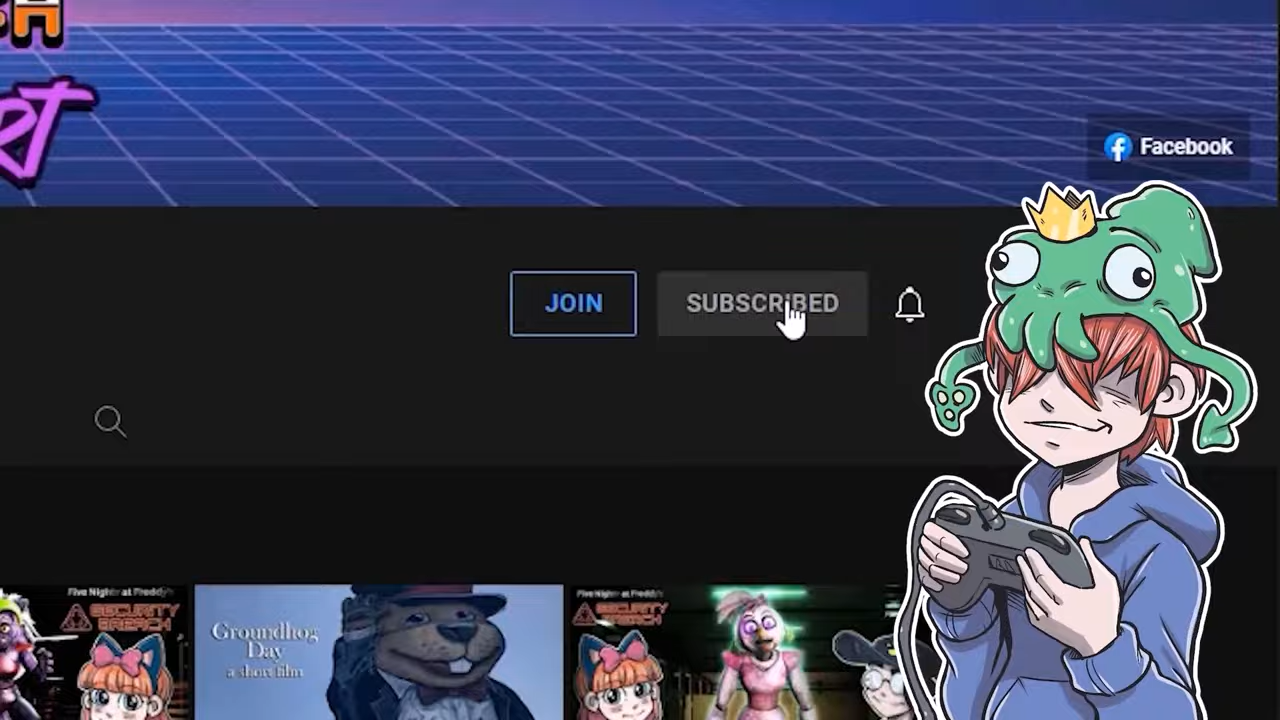 RT
Facebook
JOIN
SUBSCRIBED
Five Nights at Freddy's
SECURITY
BREACH
Groundhog
Day
a short film
Five Nights at Freddy's
SECURITY
BREACH